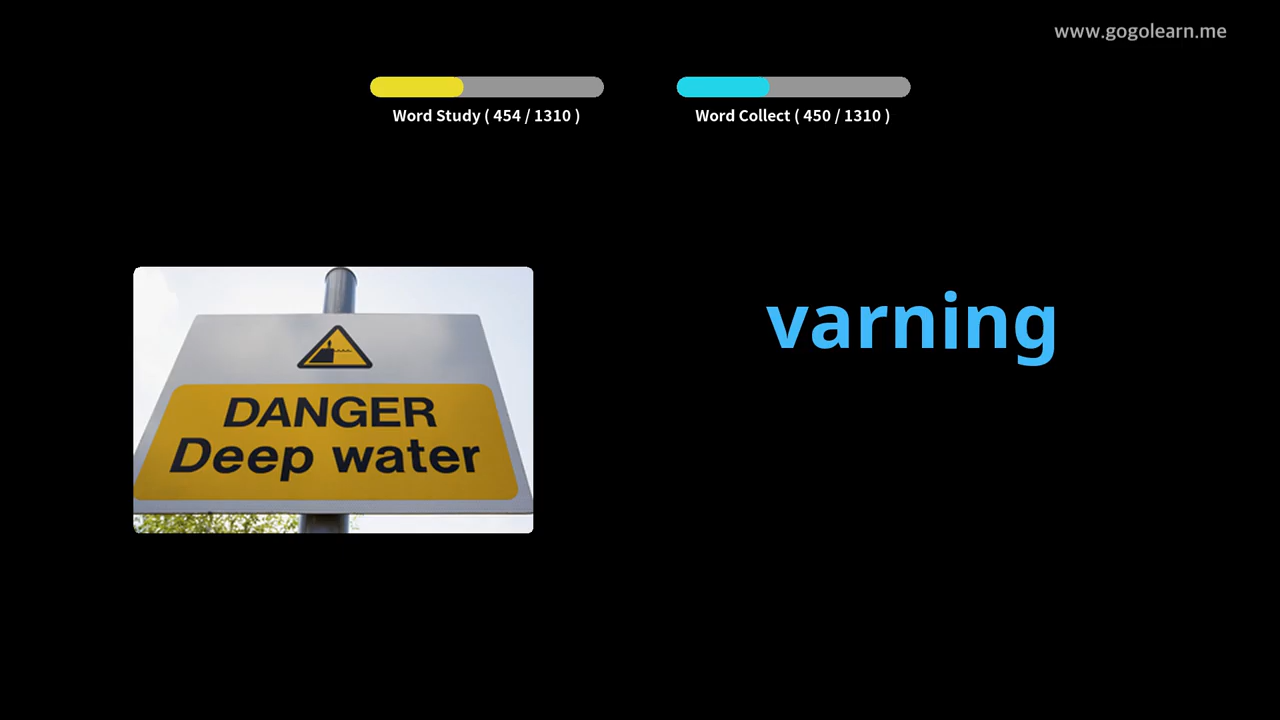 www.gogolearn.me
Word Study ( 454 / 1310 )
Word Collect ( 450 / 1310 )
DANGER
Deep water
varning